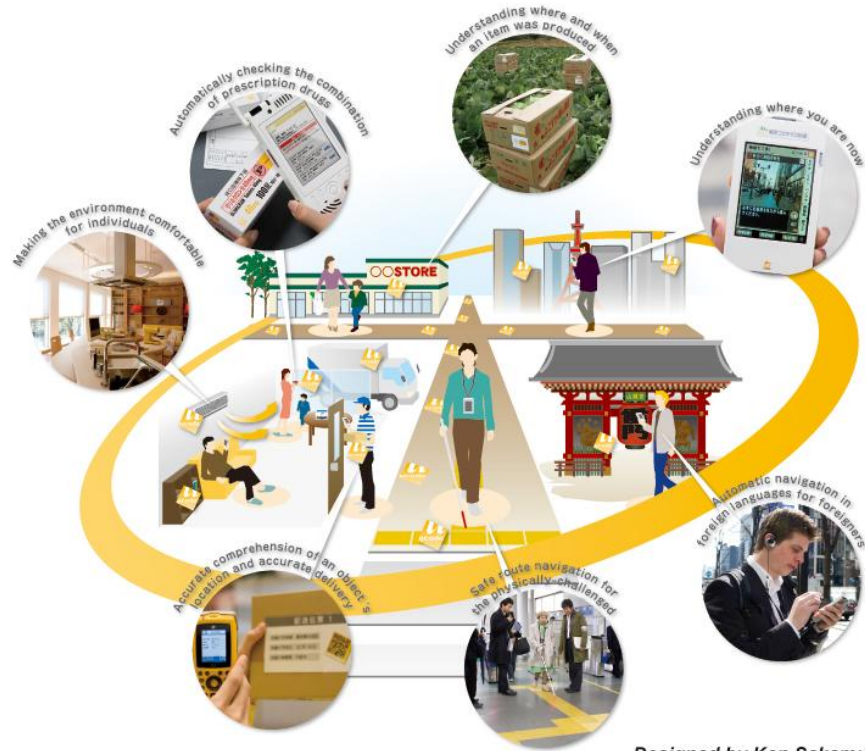 Understanding where and when
an item was produced
Automatically checking the combination
of prescription drugs
Understanding where you are now
Making the environment comfortable
for individuals
OOSTORE
Automatic navigation in
foreign languages for foreigners
Accurate comprehension of an object's
location and accurate delivery
Safe route navigation for
the physically-challenged
Designed by Ken